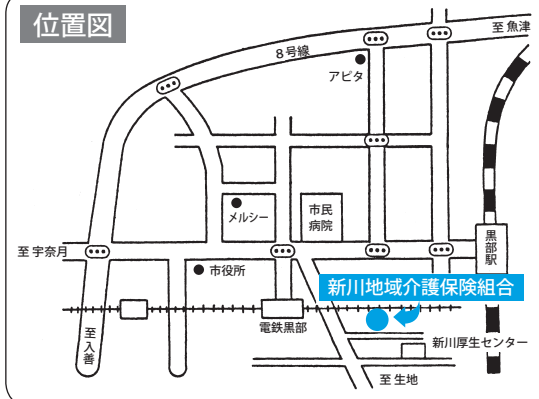 位置図
至魚津
8号線
アピタ
メルシー
市民
病院
黒部駅
至宇奈月
市役所
新川地域介護保険組合
電鉄黒部
至入善
新川厚生センター
至生地